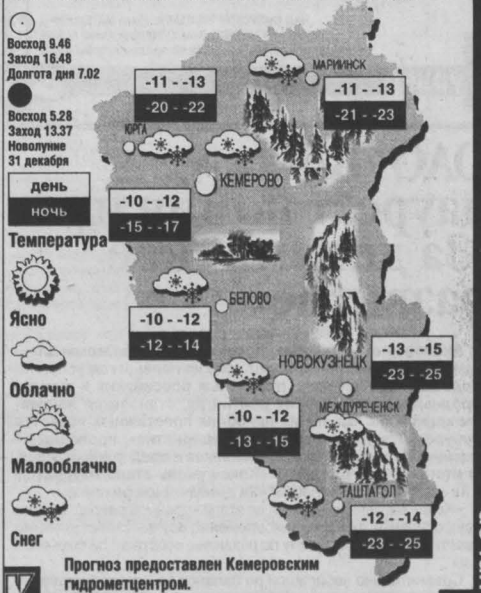 Восход 9.46
Заход 16.48
Долгота дня 7.02
Восход 5.28
Заход 13.37
Новолуние
31 декабря
день
ночь
Температура
Ясно
Облачно
Малооблачно
Снег
МАРИИНСК
-11 - -13
-21 - -23
-11 - -13
-20 - -22
ЮРГА
КЕМЕРОВО
-10 - -12
-15 - -17
БЕЛОВО
-10 - -12
-12 - -14
НОВОКУЗНЕЦК
-10 - -12
-13 - -15
-13 - -15
-23 - -25
МЕЖДУРЕЧЕНСК
ТАШТАГОЛ
-12 - -14
-23 - -25
Прогноз предоставлен Кемеровским
гидрометцентром.